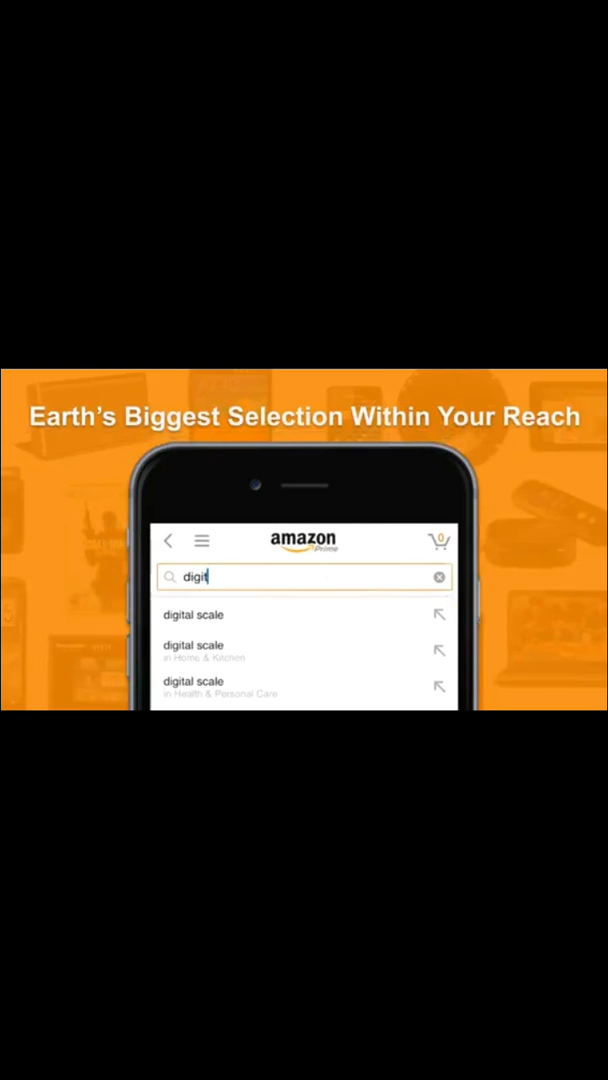 Earth's Biggest Selection Within Your Reach
amazon
Prime
0
digit
digital scale
digital scale
in Home & Kitchen
digital scale
in Health & Personal Care